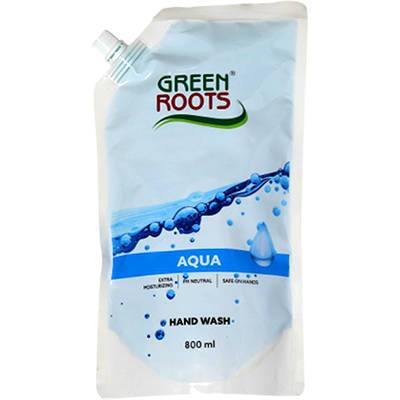 GREEN®
ROOTS
AQUA
EXTRA
MOISTURIZING
PH NEUTRAL
SAFE ON HANDS
HAND WASH
800 ml